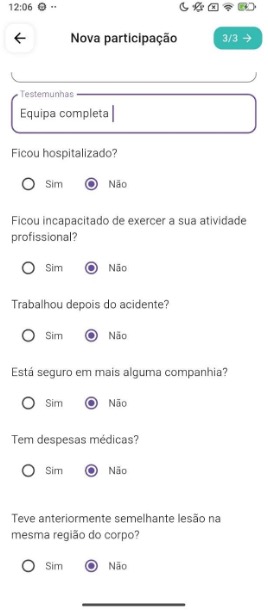 12:06
Nova participação
3/3 →
Testemunhas
Equipa completa
Ficou hospitalizado?
Sim Não
Ficou incapacitado de exercer a sua atividade
profissional?
Sim Não
Trabalhou depois do acidente?
Sim Não
Está seguro em mais alguma companhia?
Sim Não
Tem despesas médicas?
Sim Não
Teve anteriormente semelhante lesão na
mesma região do corpo?
Sim Não